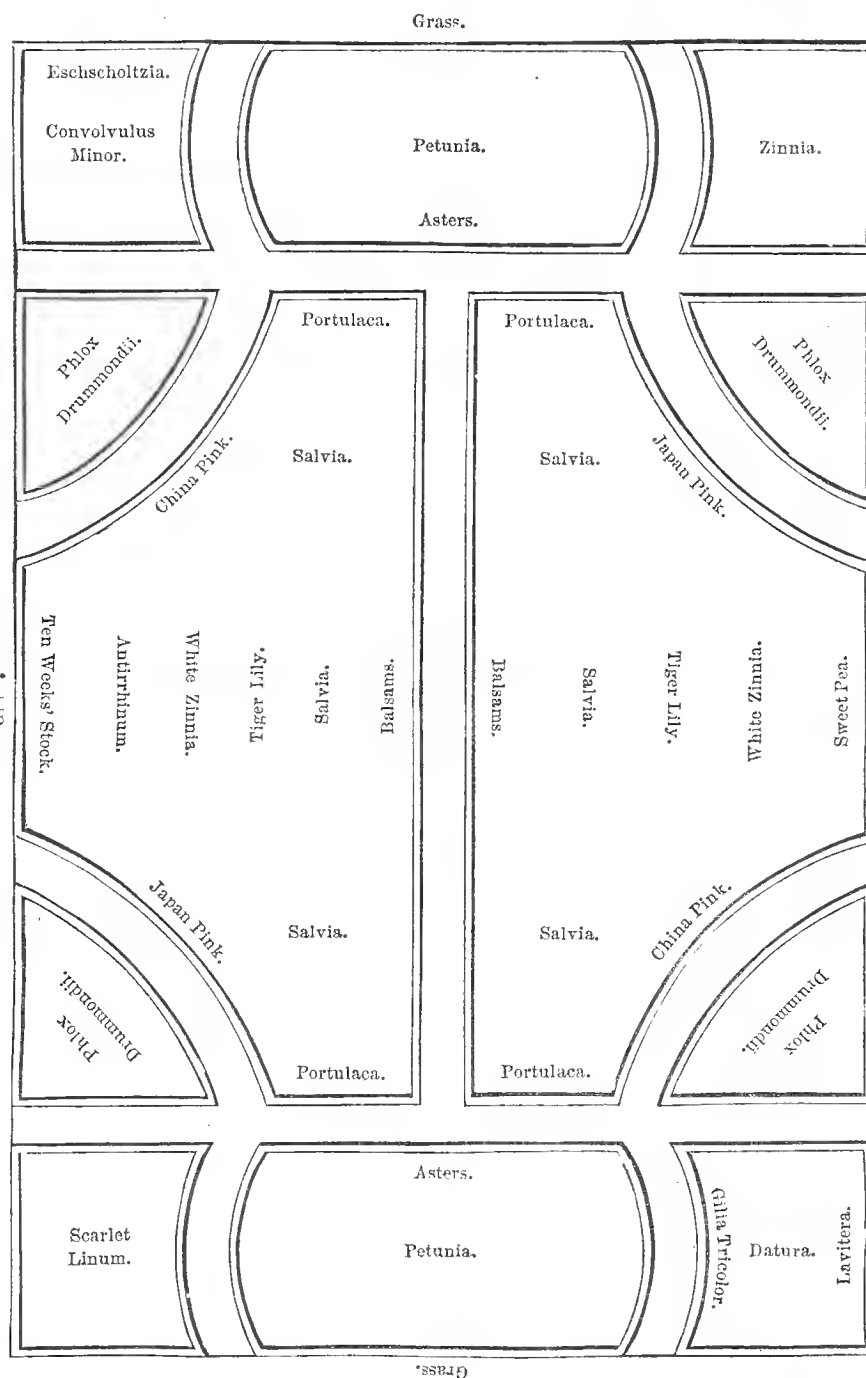 Grass.
Eschscholtzia.
Convolvulus
Minor.
Petunia.
Asters.
Zinnia.
Phlox
Drummondii.
Portulaca.
Portulaca.
Phlox
Drummondii.
China Pink.
Salvia.
Salvia.
Japan Pink.
Ten Weeks' Stock.
Antirrhinum.
White Zinnia.
Tiger Lily.
Salvia.
Balsams.
Balsams.
Salvia.
Tiger Lily.
White Zinnia.
Sweet Pea.
Japan Pink.
Salvia.
Salvia.
China Pink.
Phlox
Drummondii.
Portulaca.
Portulaca.
Phlox
Drummondii.
Scarlet
Linum.
Asters.
Petunia.
Gilia Tricolor.
Datura.
Lavitera.
Grass.